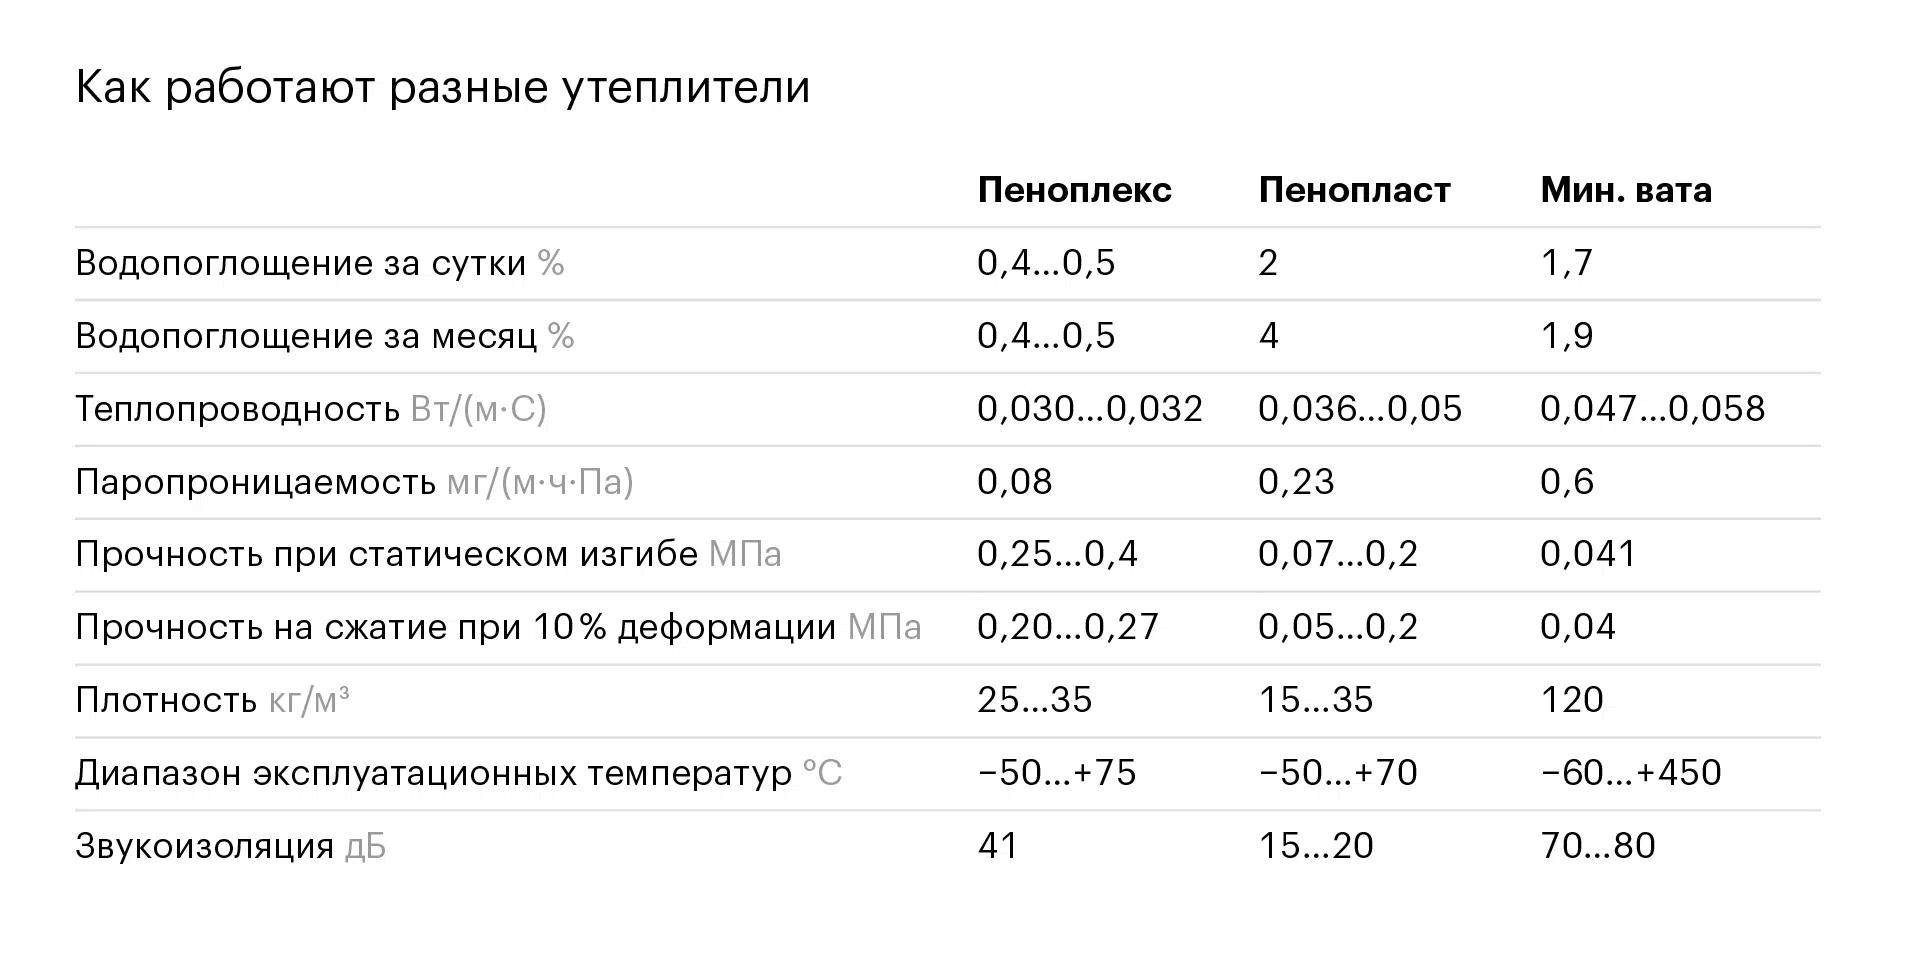 Как работают разные утеплители
Пеноплекс Пенопласт Мин. вата
Водопоглощение за сутки % 0,4...0,5 2 1,7
Водопоглощение за месяц % 0,4...0,5 4 1,9
Теплопроводность Вт/(м·С) 0,030...0,032 0,036...0,05 0,047...0,058
Паропроницаемость мг/(м·ч·Па) 0,08 0,23 0,6
Прочность при статическом изгибе МПа 0,25...0,4 0,07...0,2 0,041
Прочность на сжатие при 10% деформации МПа 0,20...0,27 0,05...0,2 0,04
Плотность кг/м³ 25...35 15...35 120
Диапазон эксплуатационных температур °С −50...+75 −50...+70 −60...+450
Звукоизоляция дБ 41 15...20 70...80